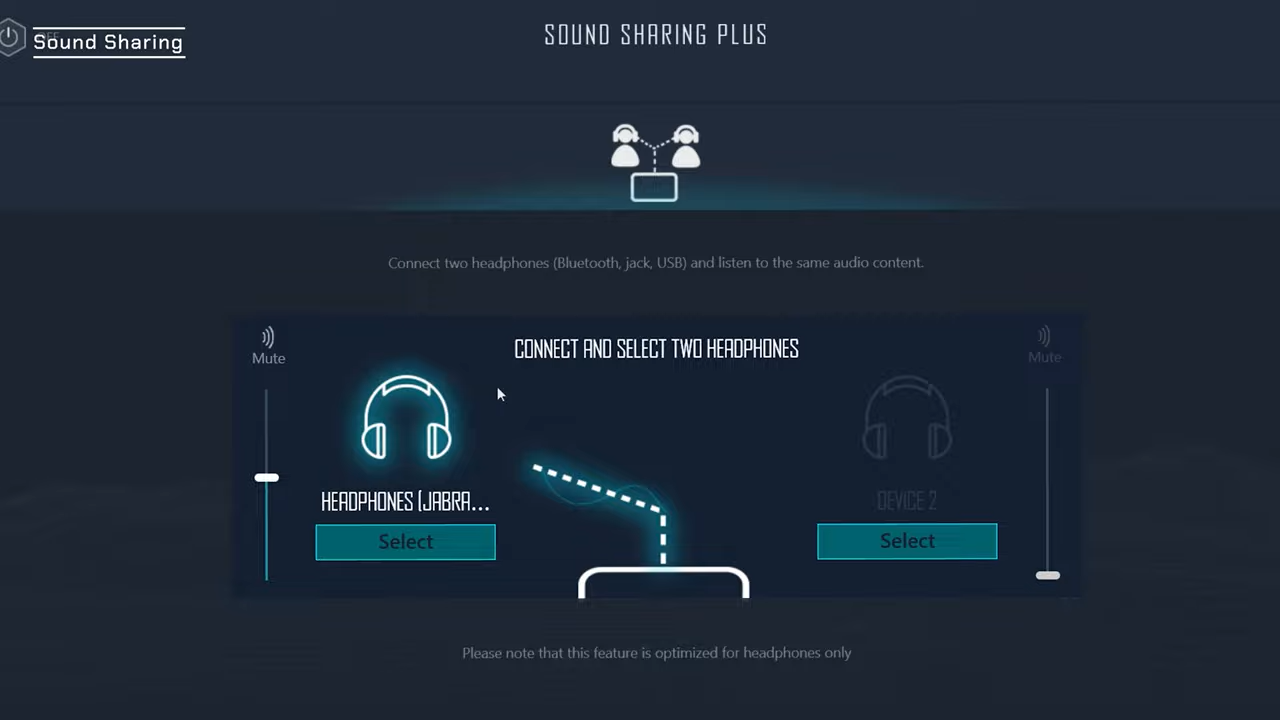 Sound Sharing
SOUND SHARING PLUS
Connect two headphones (Bluetooth, jack, USB) and listen to the same audio content.
CONNECT AND SELECT TWO HEADPHONES
Mute
HEADPHONES (JABRA...
Select
Mute
DEVICE 2
Select
Please note that this feature is optimized for headphones only